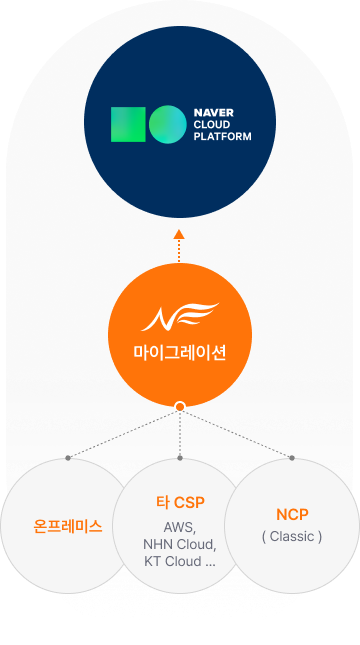 NAVER
CLOUD
PLATFORM
마이그레이션
온프레미스
타 CSP
AWS,
NHN Cloud,
KT Cloud ...
NCP
( Classic )